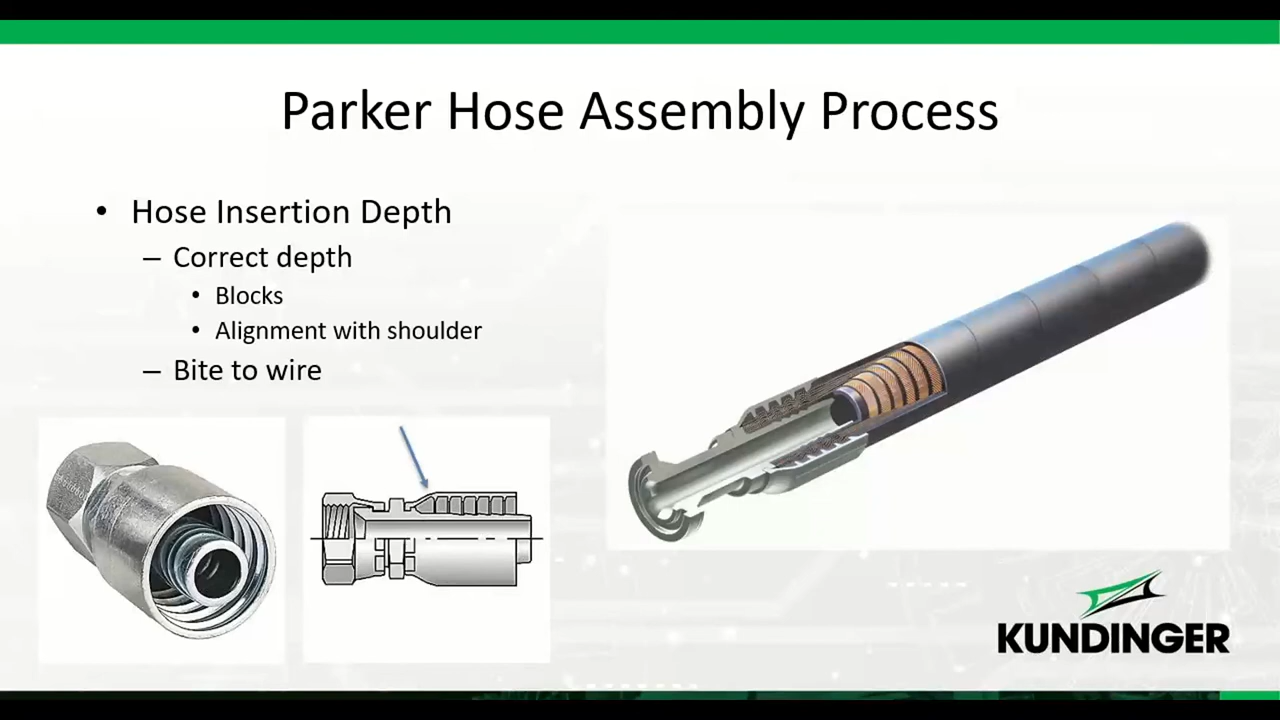 Parker Hose Assembly Process
• Hose Insertion Depth
– Correct depth
• Blocks
• Alignment with shoulder
– Bite to wire
KUNDINGER